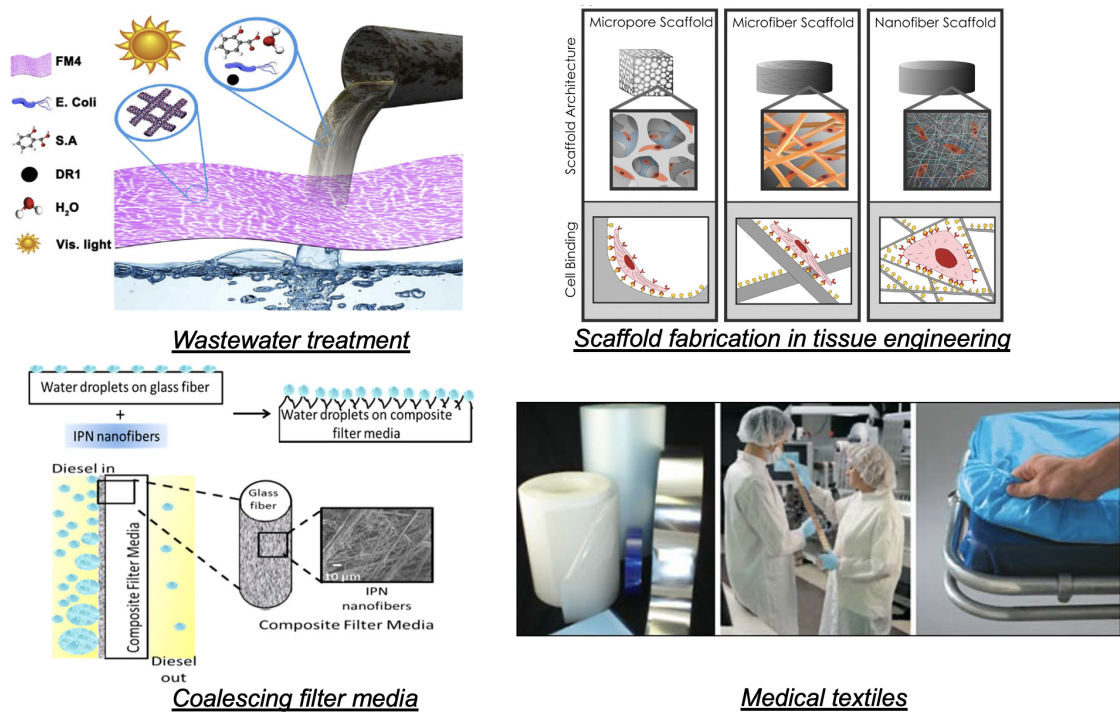 FM4
E. Coli
S.A
DR1
H₂O
Vis. light
Wastewater treatment
Micropore Scaffold
Microfiber Scaffold
Nanofiber Scaffold
Scaffold Architecture
Cell Binding
Scaffold fabrication in tissue engineering
Water droplets on glass fiber
+
IPN nanofibers
Water droplets on composite
filter media
Diesel in
Composite Filter Media
Glass
fiber
10 μm
IPN
nanofibers
Composite Filter Media
Diesel
out
Coalescing filter media
Medical textiles